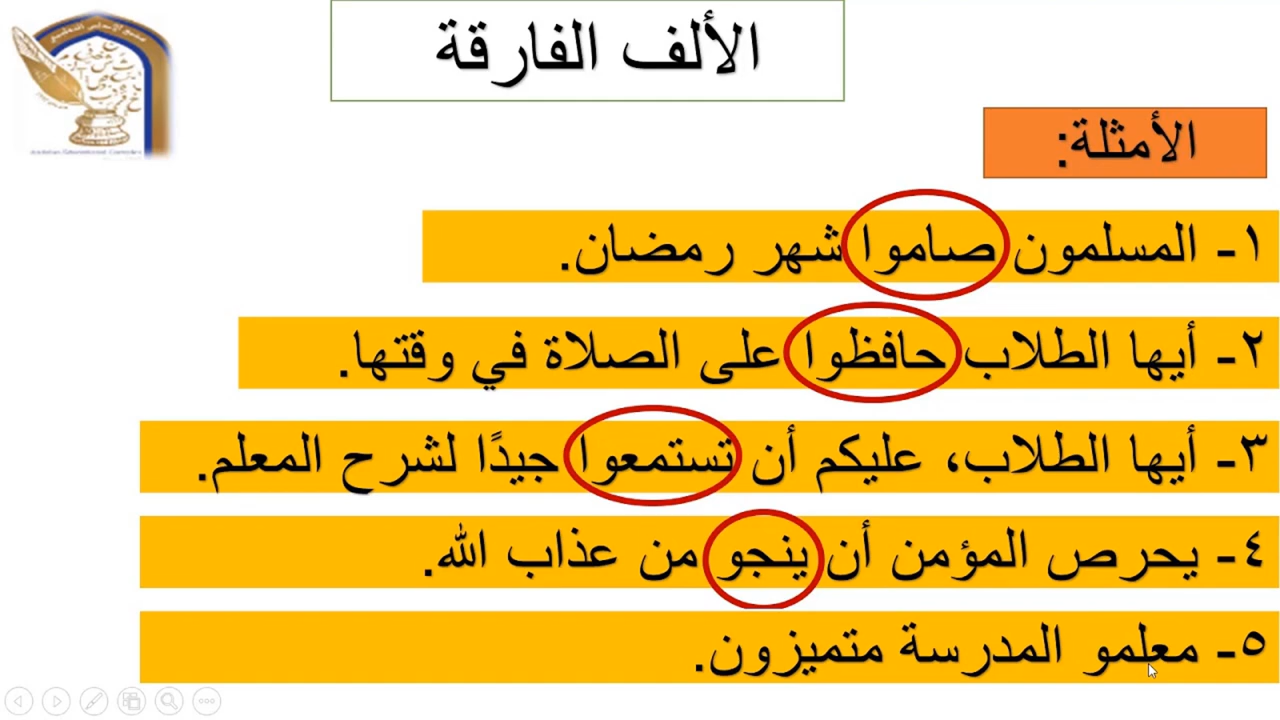 الألف الفارقة
الأمثلة:
١- المسلمون صاموا شهر رمضان.
٢- أيها الطلاب حافظوا على الصلاة في وقتها.
٣- أيها الطلاب، عليكم أن تستمعوا جيدًا لشرح المعلم.
٤- يحرص المؤمن أن ينجو من عذاب الله.
٥- معلمو المدرسة متميزون.